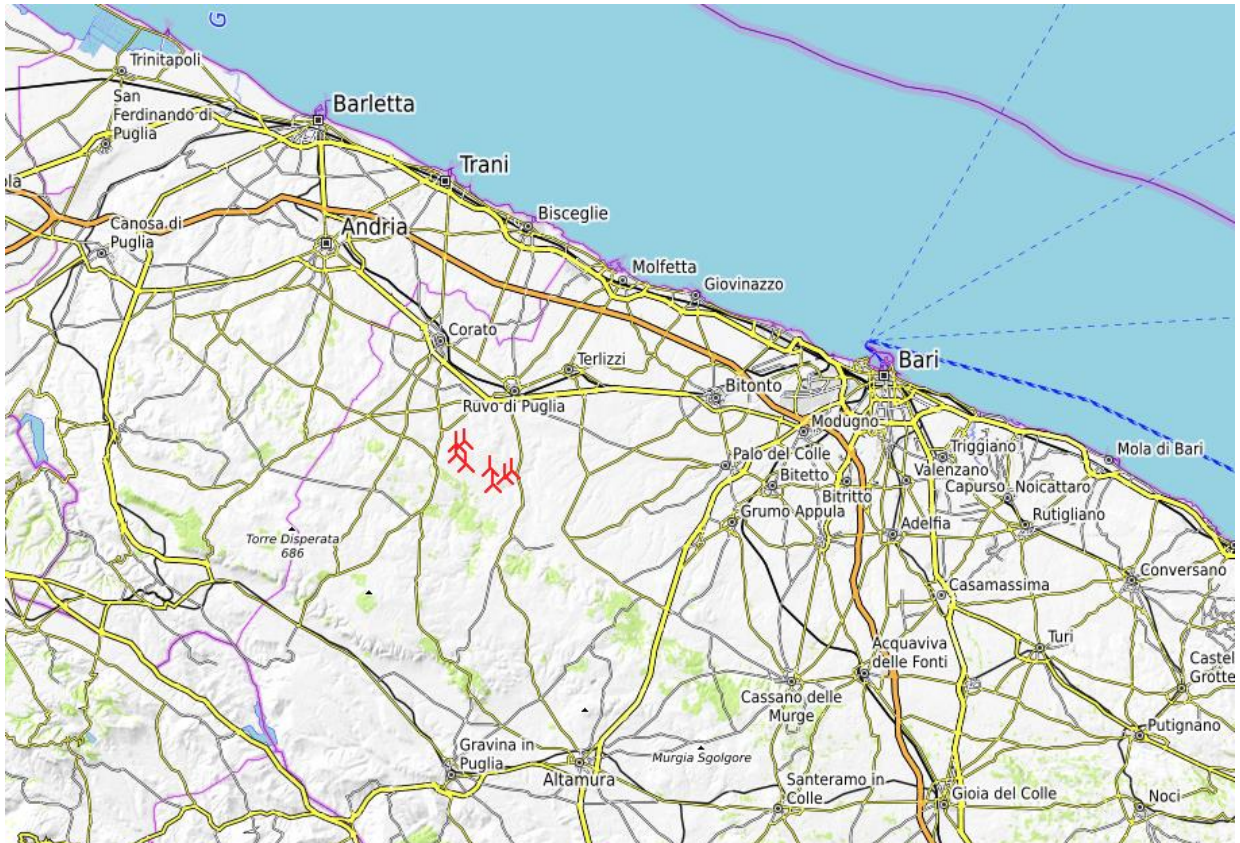 G
Trinitapoli
San
Ferdinando di
Puglia
Barletta
Trani
Bisceglie
Canosa di
Puglia
Andria
Molfetta
Giovinazzo
Corato
Terlizzi
Ruvo di Puglia
Bitonto
Bari
Modugno
Palo del Colle
Bitetto
Bitritto
Triggiano
Valenzano
Capurso
Noicattaro
Mola di Bari
Grumo Appula
Adelfia
Rutigliano
Torre Disperata
686
Casamassima
Conversano
Acquaviva
delle Fonti
Turi
Castel
Grotte
Cassano delle
Murge
Putignano
Gravina in
Puglia
Altamura
Murgia Sgolgore
Santeramo in
Colle
Gioia del Colle
Noci